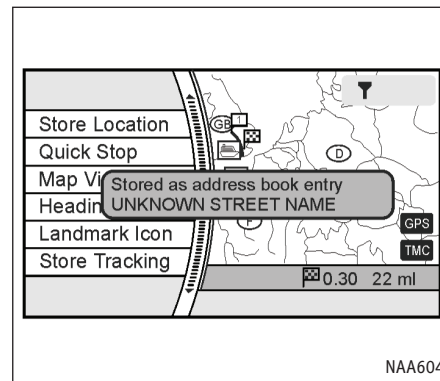 Store Location
Quick Stop
Map Vi
Headin
Landmark Icon
Store Tracking
Stored as address book entry
UNKNOWN STREET NAME
GB
1
D
F
GPS
TMC
0.30 22 ml
NAA604